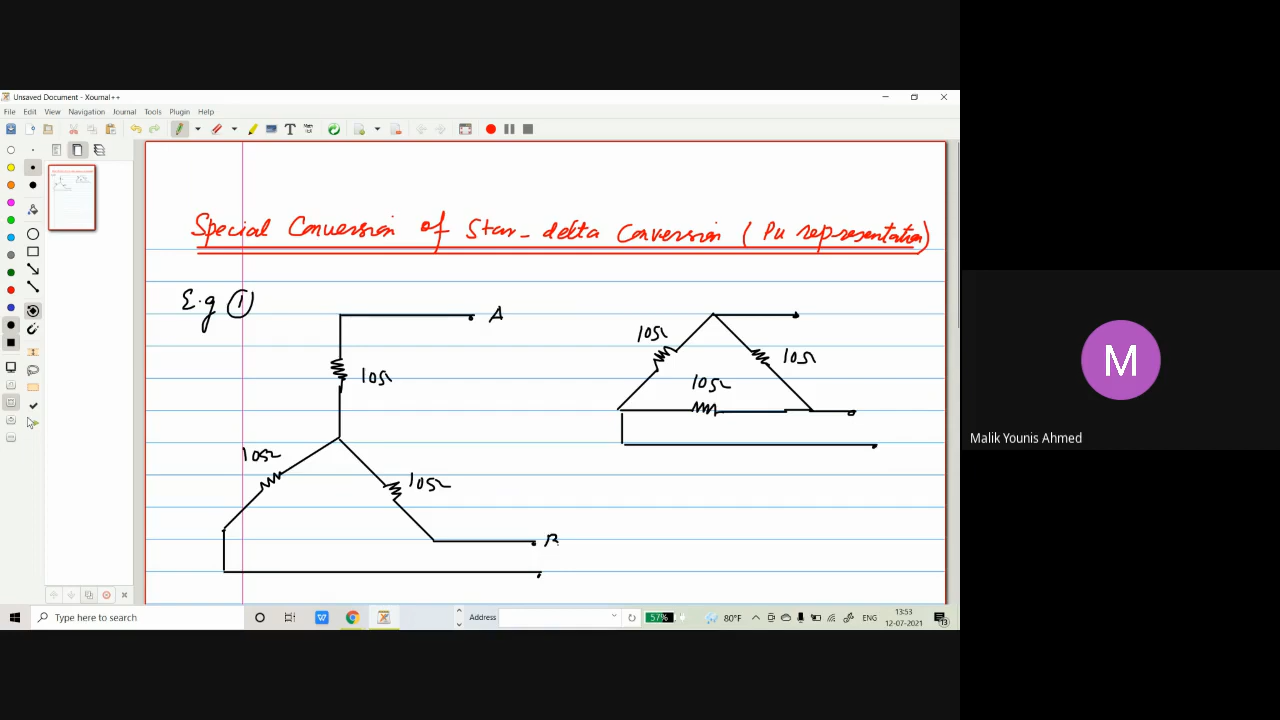 Unsaved Document - Xournal++
File Edit View Navigation Journal Tools Plugin Help
Special Conversion of Star-delta Conversion (Pu representation)
E.g 1
A
10Ω
10Ω
10Ω
B
10Ω
10Ω
10Ω
M
Malik Younis Ahmed
Type here to search
Address
57%
80°F
ENG
13:53
12-07-2021